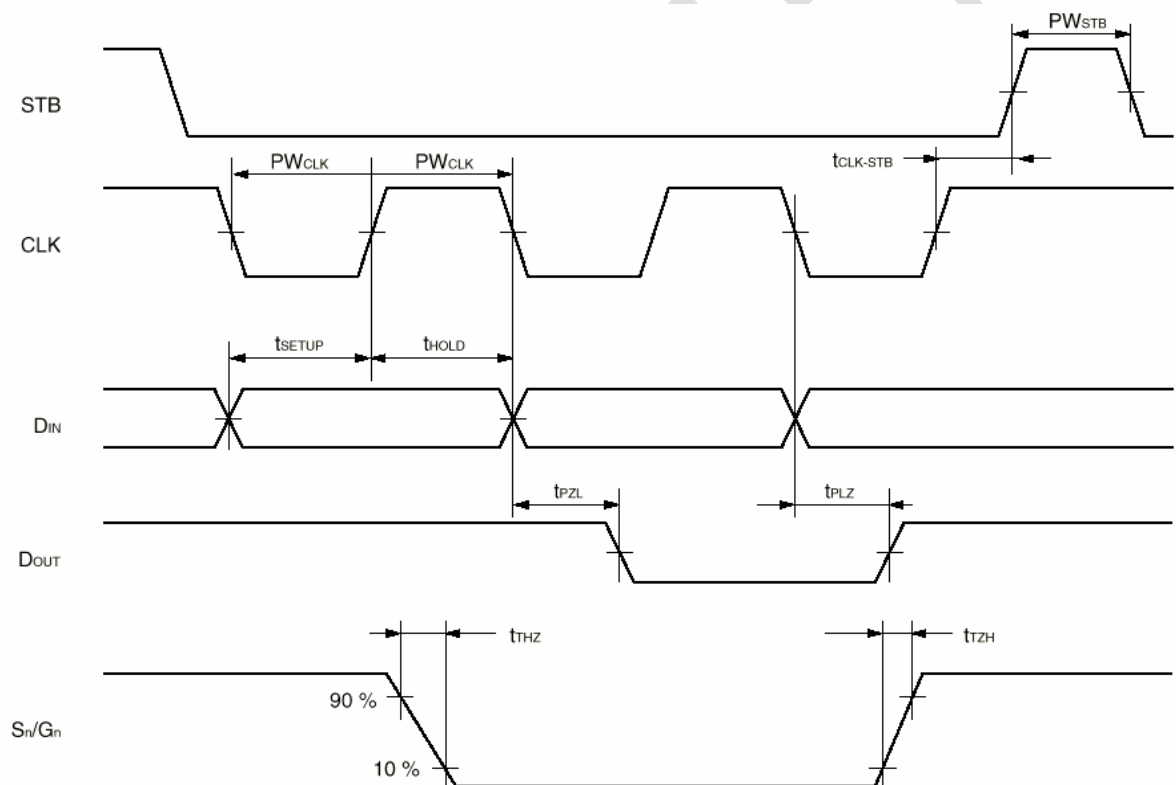 PWSTB
STB
tCLK-STB
PWCLK PWCLK
CLK
tSETUP tHOLD
DIN
tPZL tPLZ
DOUT
tTHZ tTZH
90 %
Sn/Gn
10 %